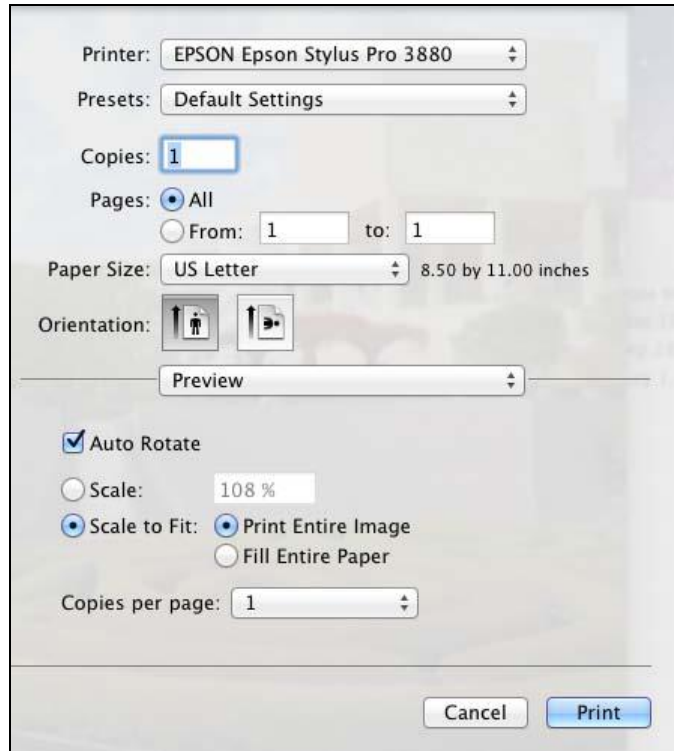 Printer: EPSON Epson Stylus Pro 3880
Presets: Default Settings
Copies: 1
Pages: All
From: 1 to: 1
Paper Size: US Letter 8.50 by 11.00 inches
Orientation:
Preview
Auto Rotate
Scale: 108 %
Scale to Fit: Print Entire Image
Fill Entire Paper
Copies per page: 1
Cancel Print